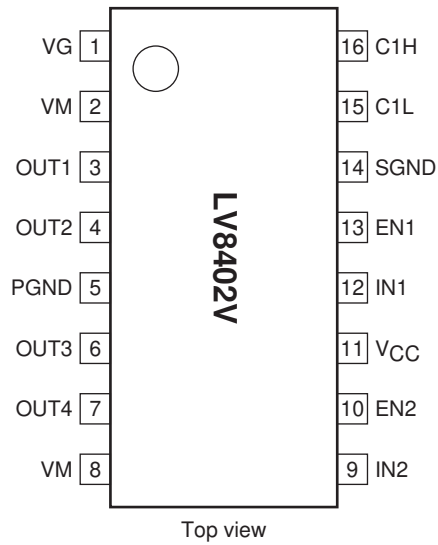 VG 1 16 C1H
VM 2 15 C1L
OUT1 3 14 SGND
OUT2 4 13 EN1
PGND 5 12 IN1
OUT3 6 11 VCC
OUT4 7 10 EN2
VM 8 9 IN2
LV8402V
Top view